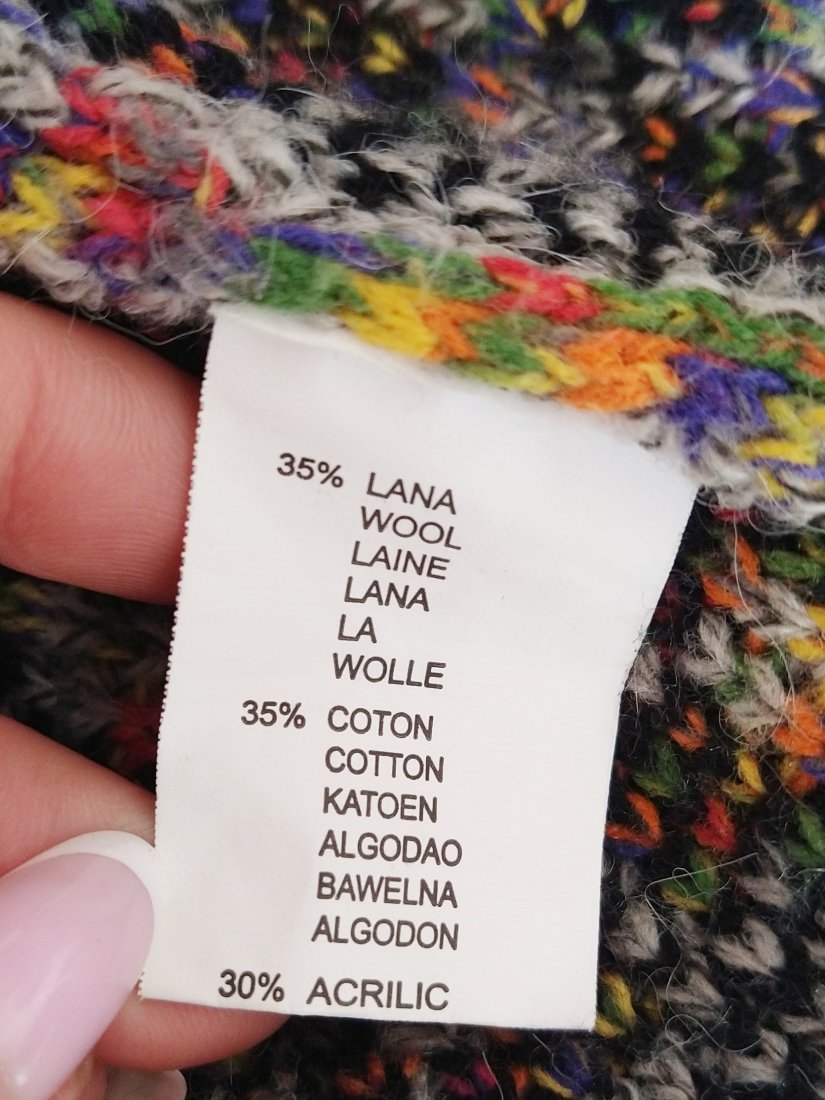 35% LANA
WOOL
LAINE
LANA
LA
WOLLE
35% COTON
COTTON
KATOEN
ALGODAO
BAWELNA
ALGODON
30% ACRILIC